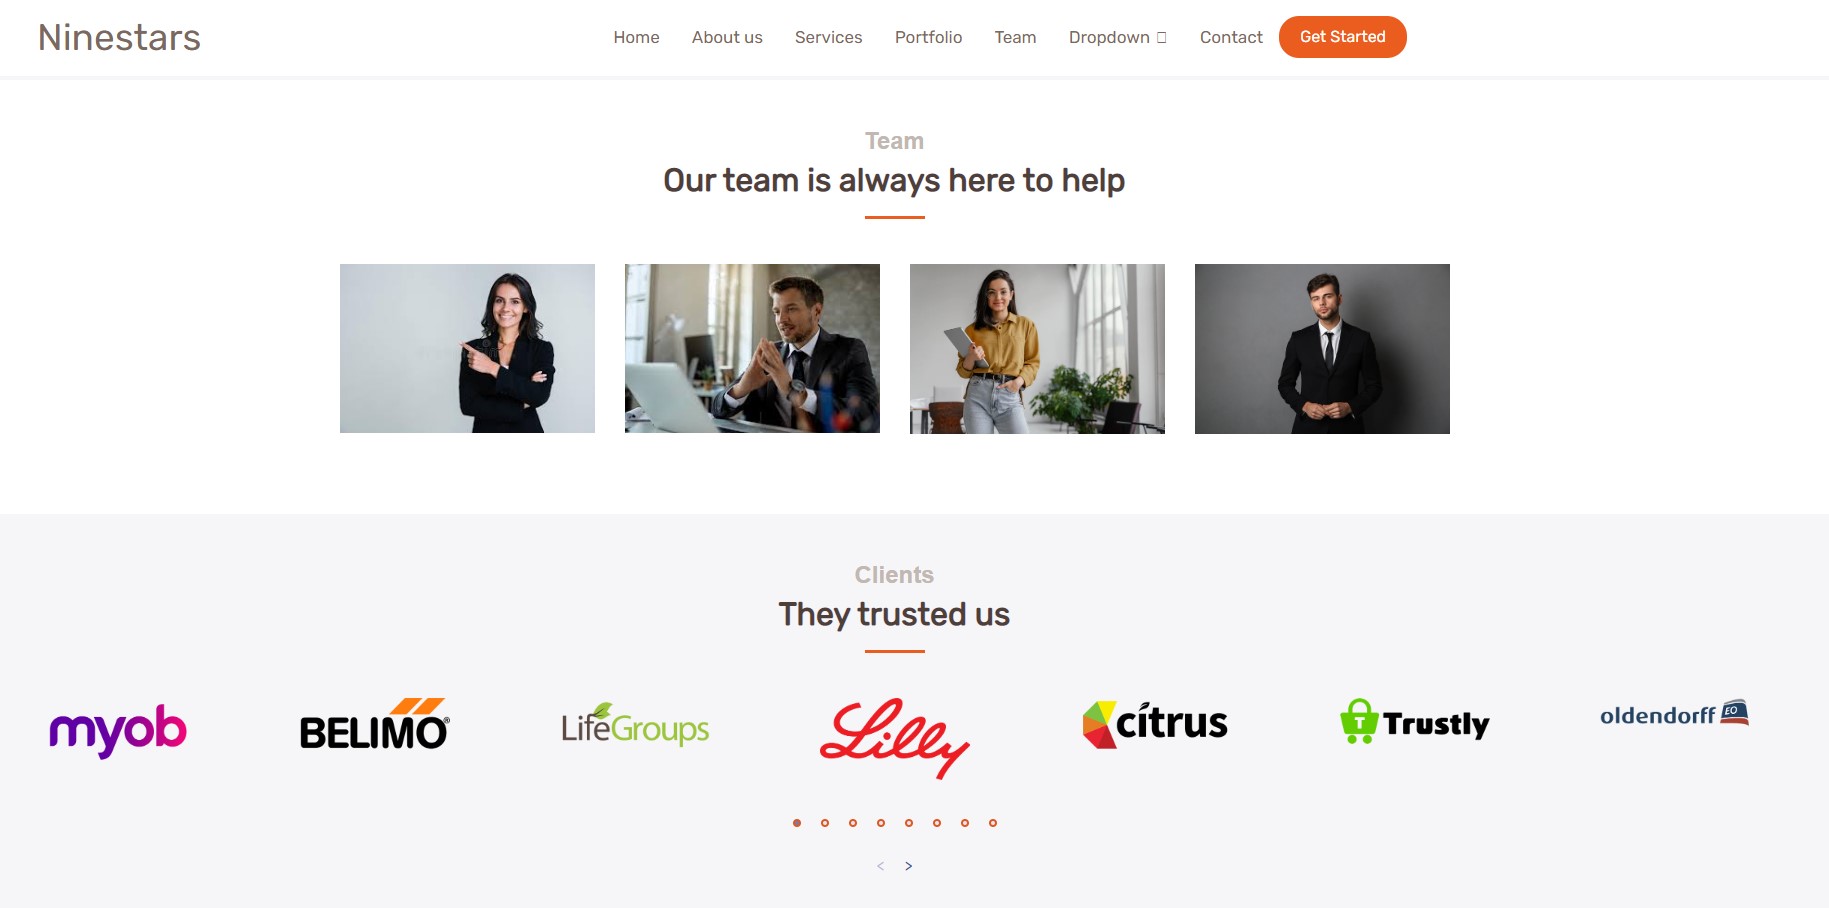 Ninestars
Home About us Services Portfolio Team Dropdown Contact Get Started
Team
Our team is always here to help
Clients
They trusted us
myob BELIMO® LifeGroups Lilly citrus T Trustly oldendorff EO
< >